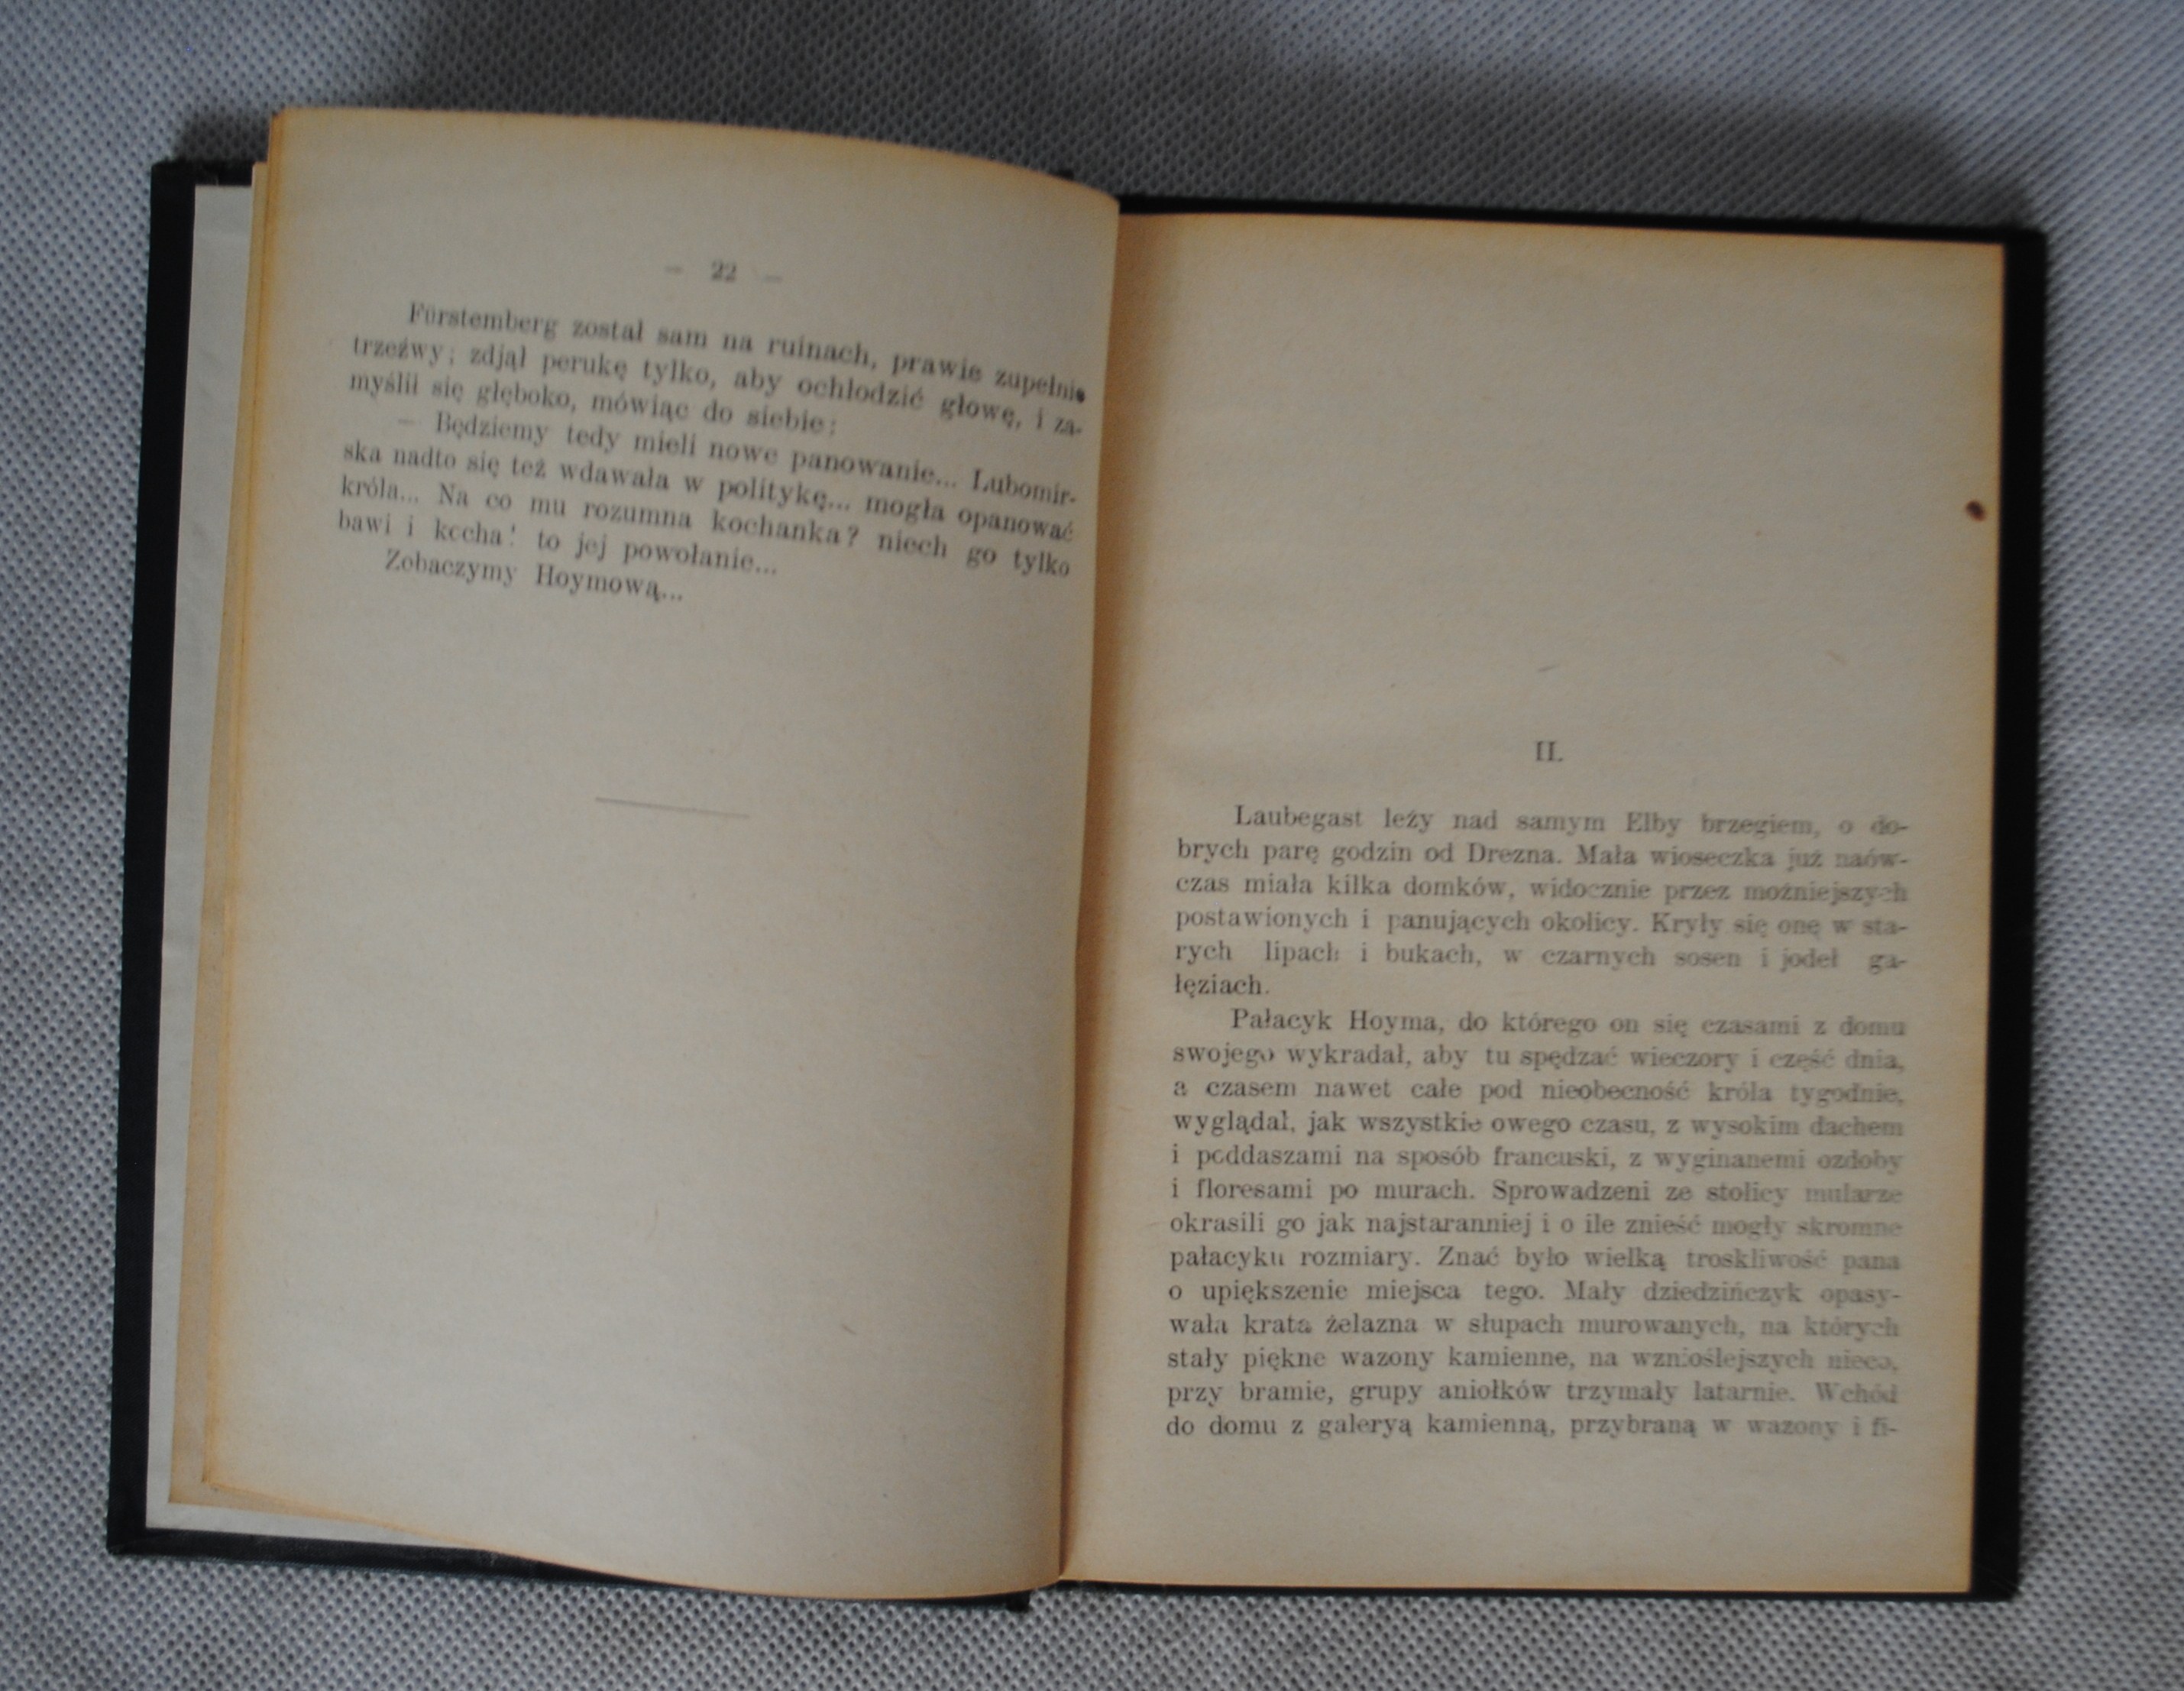 — 22 —
Fürstemberg został sam na ruinach, prawie zupełnie
trzeźwy; zdjął perukę tylko, aby ochłodzić głowę, i za-
myślił się głęboko, mówiąc do siebie:
— Będziemy tedy mieli nowe panowanie... Lubomir-
ska nadto się też wdawała w politykę... mogła opanować
króla... Na co mu rozumna kochanka? niech go tylko
bawi i kocha! to jej powołanie...
Zobaczymy Hoymową...
II.
Laubegast leży nad samym Elby brzegiem, o do-
brych parę godzin od Drezna. Mała wioseczka już naów-
czas miała kilka domków, widocznie przez możniejszych
postawionych i panujących okolicy. Kryły się one w sta-
rych lipach i bukach, w czarnych sosen i jodeł ga-
łęziach.
Pałacyk Hoyma, do którego on się czasami z domu
swojego wykradał, aby tu spędzać wieczory i część dnia,
a czasem nawet całe pod nieobecność króla tygodnie,
wyglądał, jak wszystkie owego czasu, z wysokim dachem
i poddaszami na sposób francuski, z wyginanemi ozdoby
i floresami po murach. Sprowadzeni ze stolicy mularze
okrasili go jak najstaranniej i o ile znieść mogły skromne
pałacyku rozmiary. Znać było wielką troskliwość pana
o upiększenie miejsca tego. Mały dziedzińczyk opasy-
wała krata żelazna w słupach murowanych, na których
stały piękne wazony kamienne, na wznioślejszych nieco,
przy bramie, grupy aniołków trzymały latarnie. Wchód
do domu z galeryą kamienną, przybraną w wazony i fi-